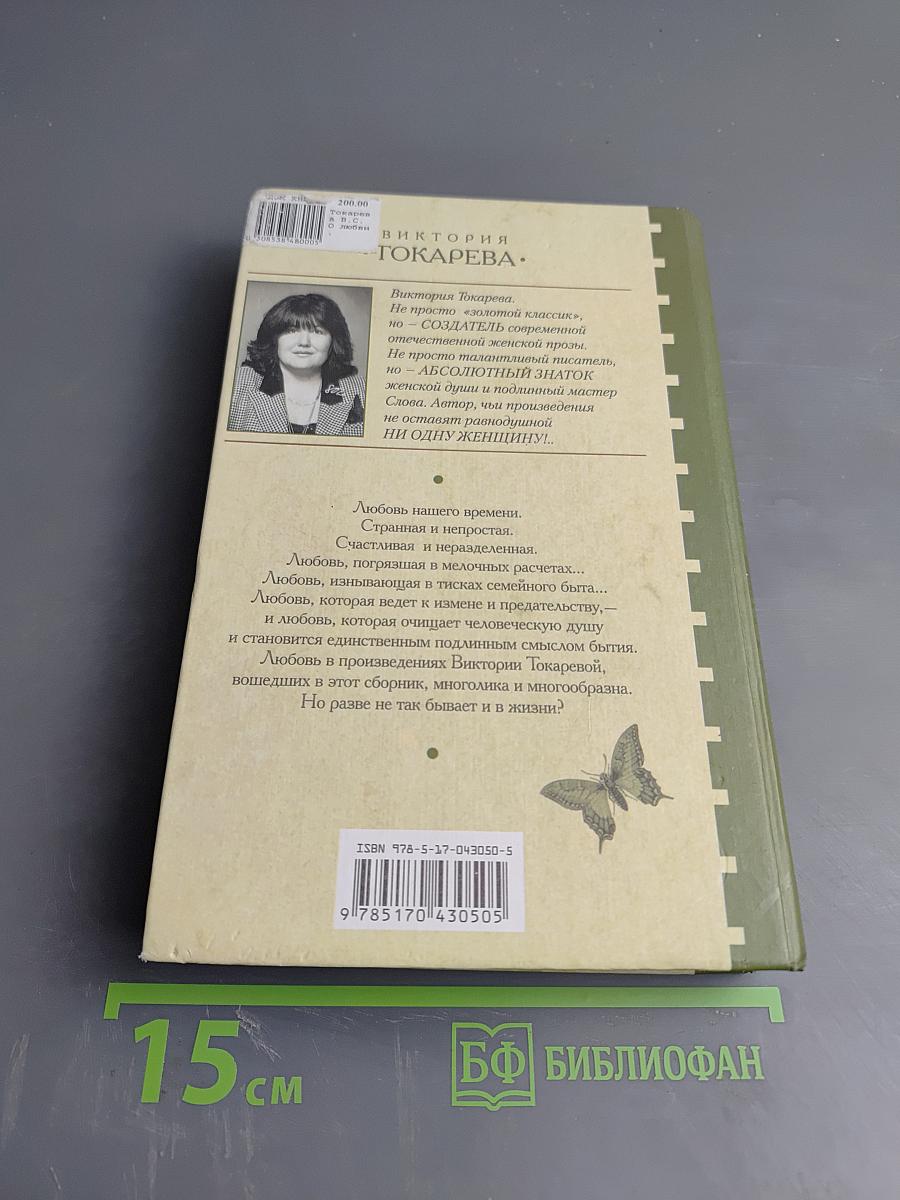 200.00
Токарев
а В.С.
О любви
ВИКТОРИЯ
·ТОКАРЕВА·
Виктория Токарева.
Не просто «золотой классик»,
но – СОЗДАТЕЛЬ современной
отечественной женской прозы.
Не просто талантливый писатель,
но – АБСОЛЮТНЫЙ ЗНАТОК
женской души и подлинный мастер
Слова. Автор, чьи произведения
не оставят равнодушной
НИ ОДНУ ЖЕНЩИНУ!..
Любовь нашего времени.
Странная и непростая.
Счастливая и неразделенная.
Любовь, погрязшая в мелочных расчетах...
Любовь, изнывающая в тисках семейного быта...
Любовь, которая ведет к измене и предательству,—
и любовь, которая очищает человеческую душу
и становится единственным подлинным смыслом бытия.
Любовь в произведениях Виктории Токаревой,
вошедших в этот сборник, многолика и многообразна.
Но разве не так бывает и в жизни?
ISBN 978-5-17-043050-5
9 785170 430505
15 см
БФ БИБЛИОФАН